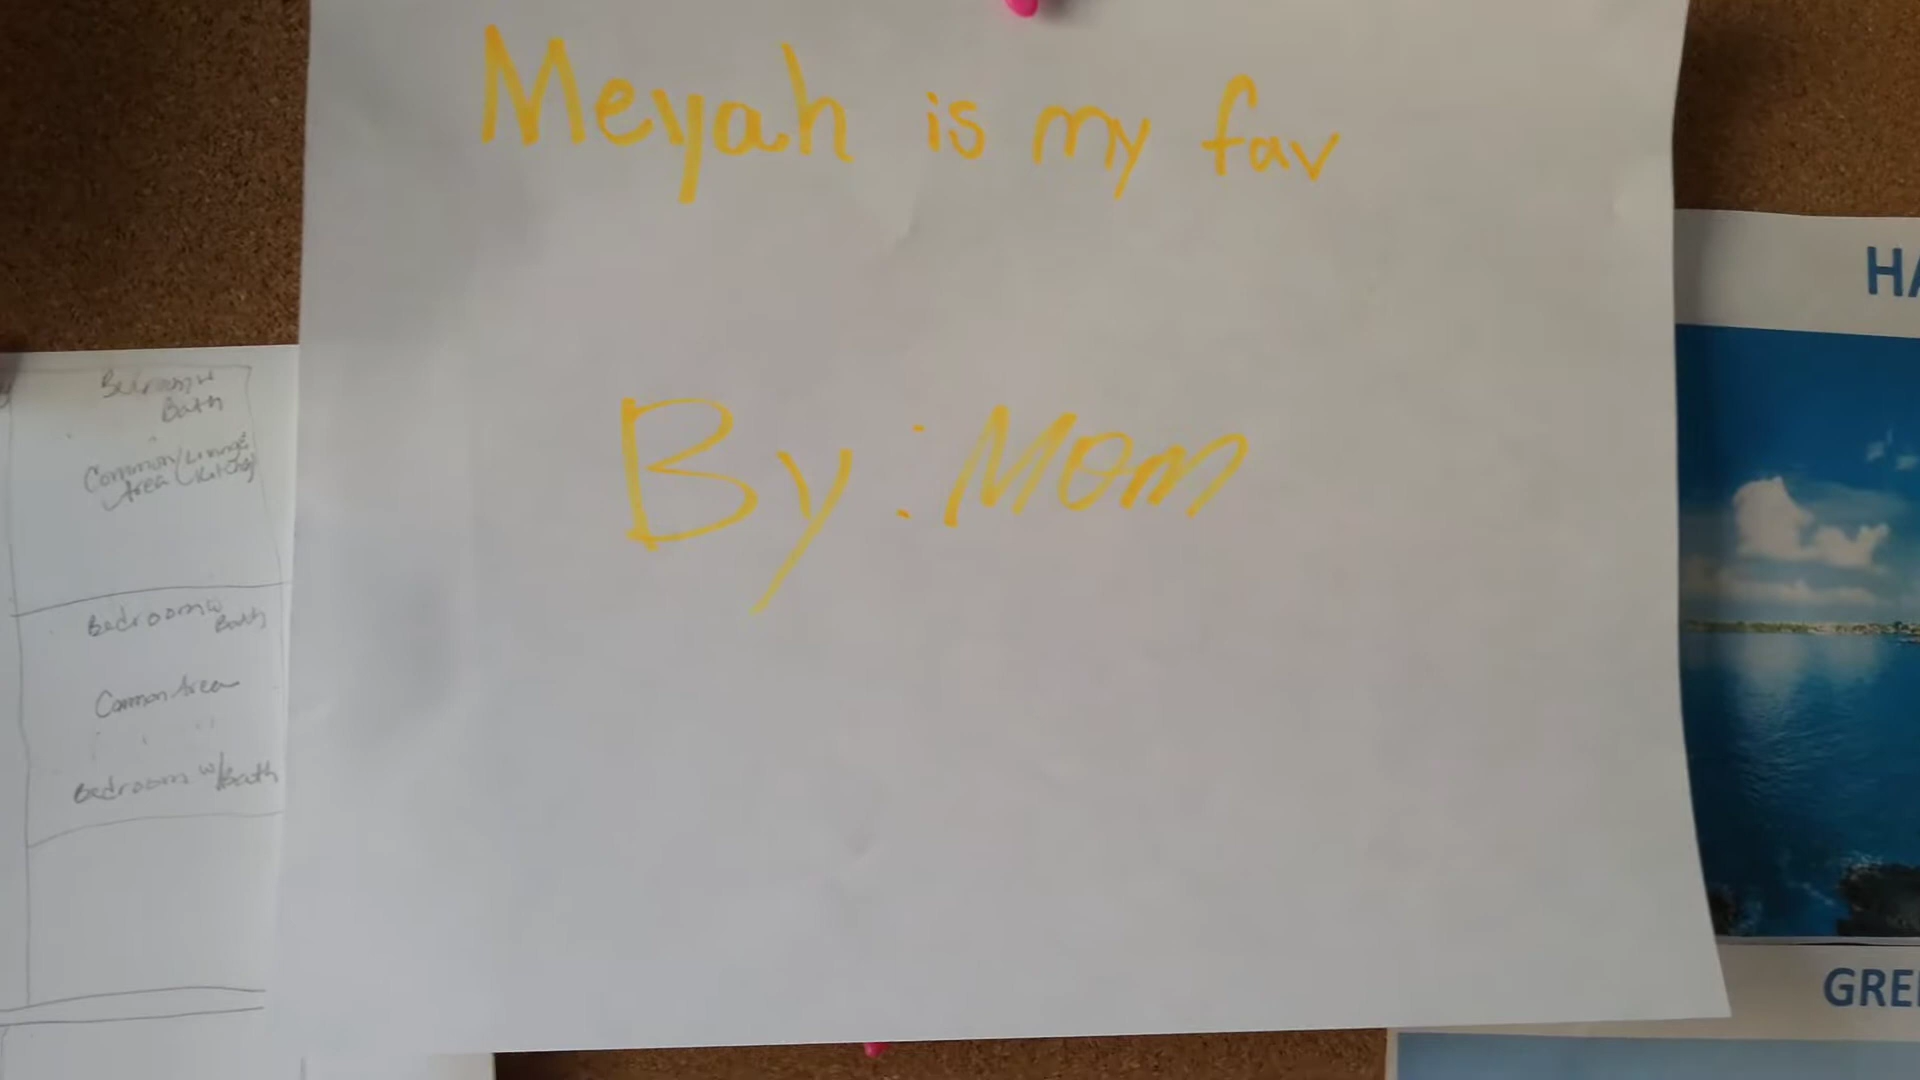 Meyah is my fav
By: Mom
Bedroom w
Bath
Common/Living
Area (Kitchen)
Bedroom w
Bath
Common Area
Bedroom w/Bath
HA
GREE